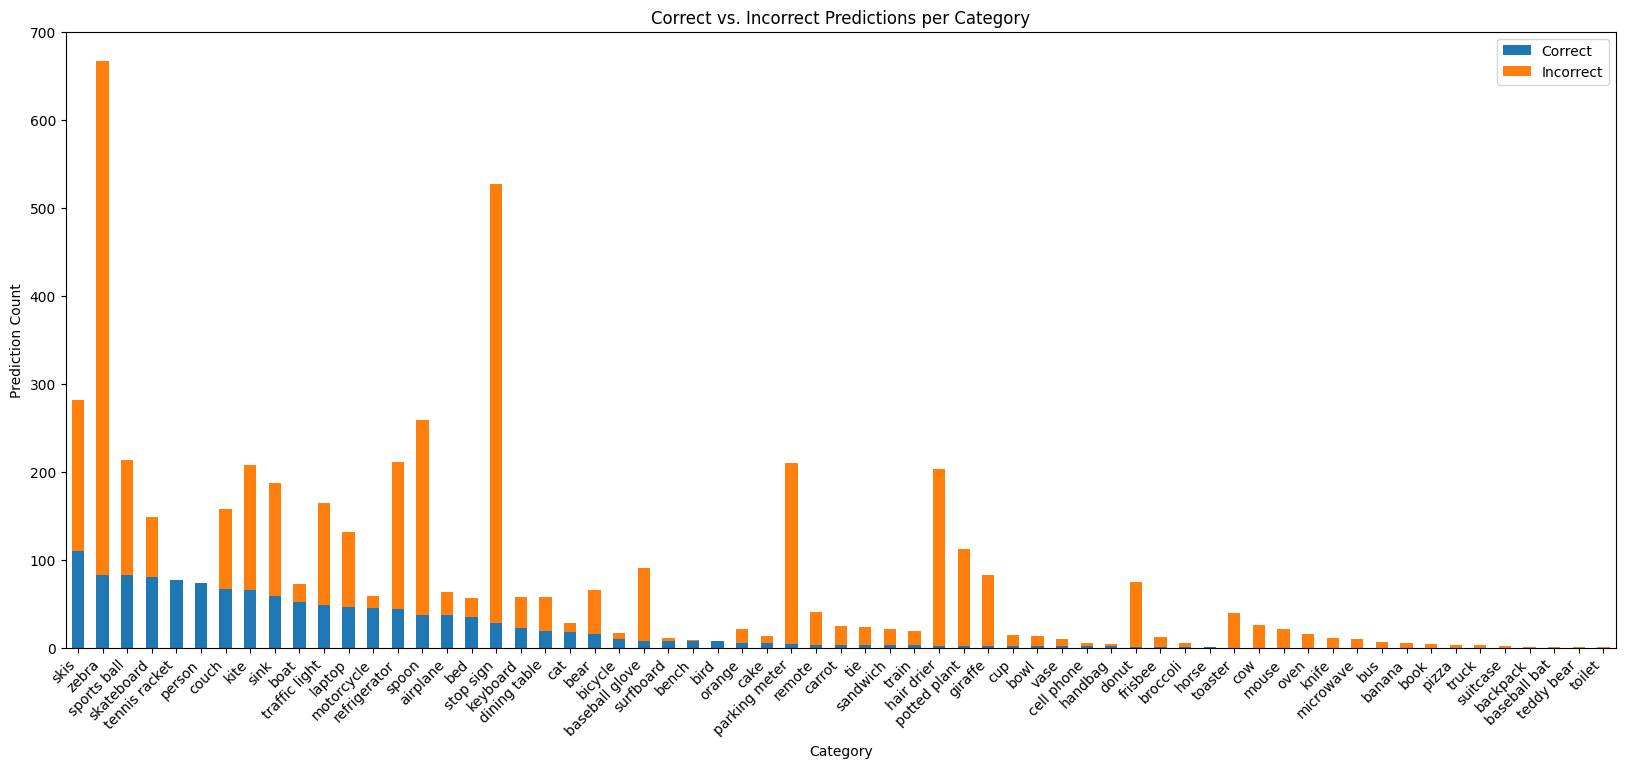 Correct vs. Incorrect Predictions per Category
Correct
Incorrect
Prediction Count
700
600
500
400
300
200
100
0
skis
zebra
sports ball
skateboard
tennis racket
person
couch
kite
sink
boat
traffic light
laptop
motorcycle
refrigerator
spoon
airplane
bed
stop sign
keyboard
dining table
cat
bear
bicycle
baseball glove
surfboard
bench
bird
orange
cake
parking meter
remote
carrot
tie
sandwich
train
hair drier
potted plant
giraffe
cup
bowl
vase
cell phone
handbag
donut
frisbee
broccoli
horse
toaster
cow
mouse
oven
knife
microwave
bus
banana
book
pizza
truck
suitcase
backpack
baseball bat
teddy bear
toilet
Category